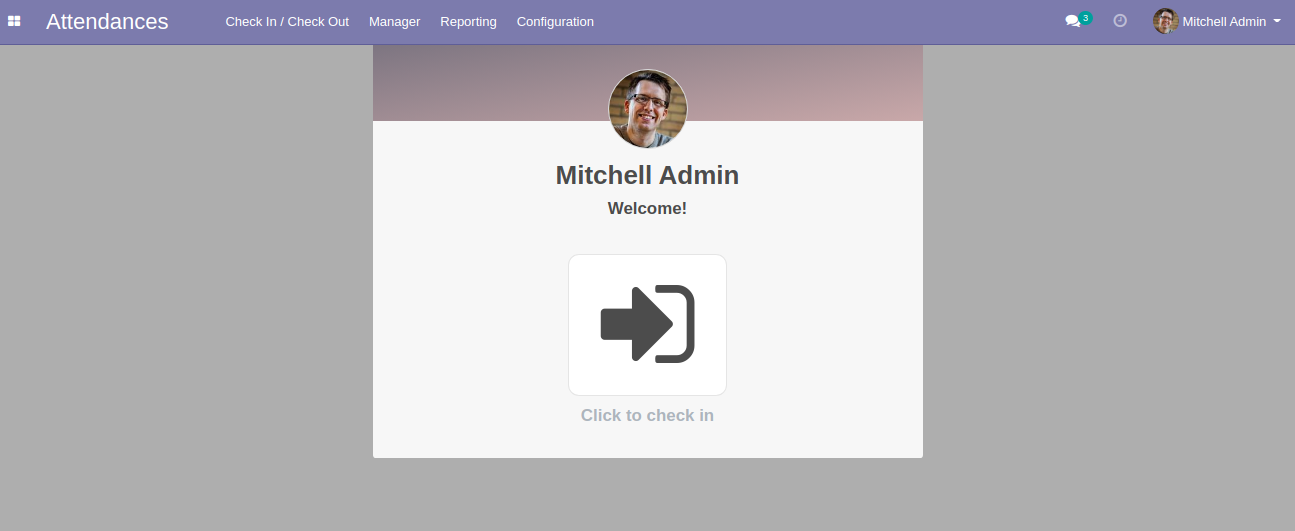 Attendances
Check In / Check Out Manager Reporting Configuration
3
Mitchell Admin
Mitchell Admin
Welcome!
Click to check in